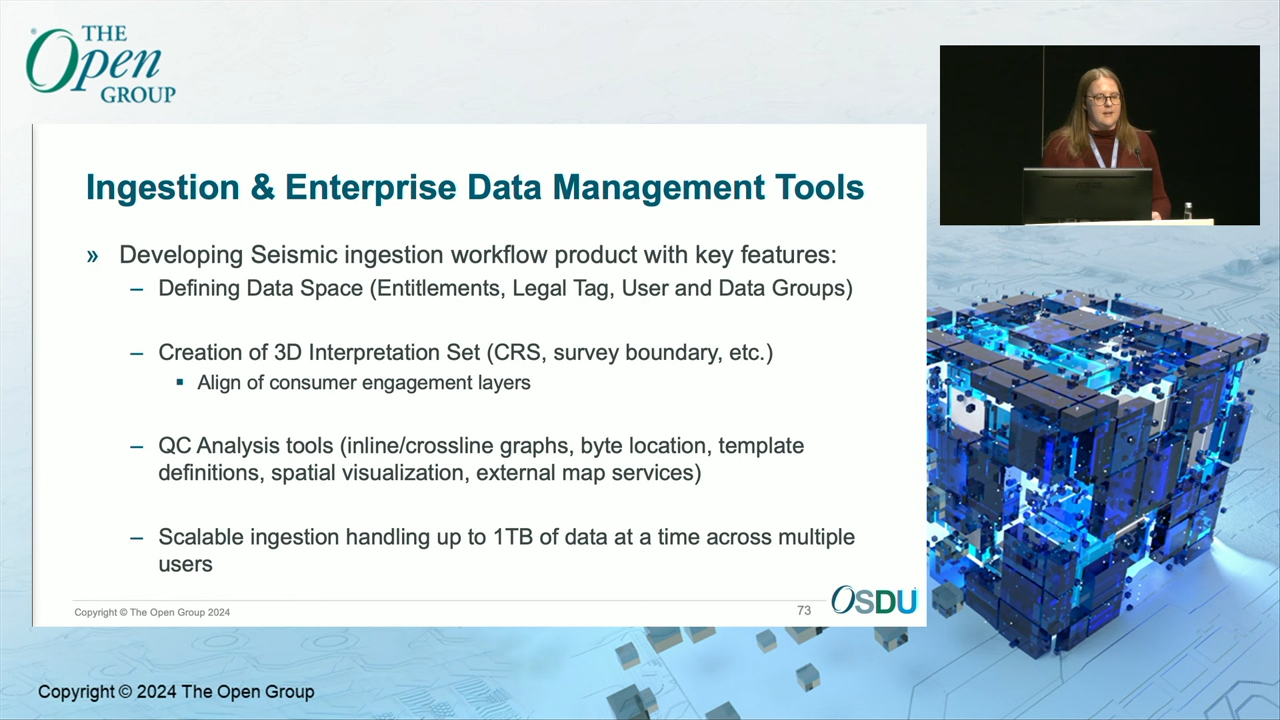 THE
Open
GROUP
Ingestion & Enterprise Data Management Tools
» Developing Seismic ingestion workflow product with key features:
– Defining Data Space (Entitlements, Legal Tag, User and Data Groups)
– Creation of 3D Interpretation Set (CRS, survey boundary, etc.)
▪ Align of consumer engagement layers
– QC Analysis tools (inline/crossline graphs, byte location, template
definitions, spatial visualization, external map services)
– Scalable ingestion handling up to 1TB of data at a time across multiple
users
Copyright © The Open Group 2024
73
OSDU
Copyright © 2024 The Open Group